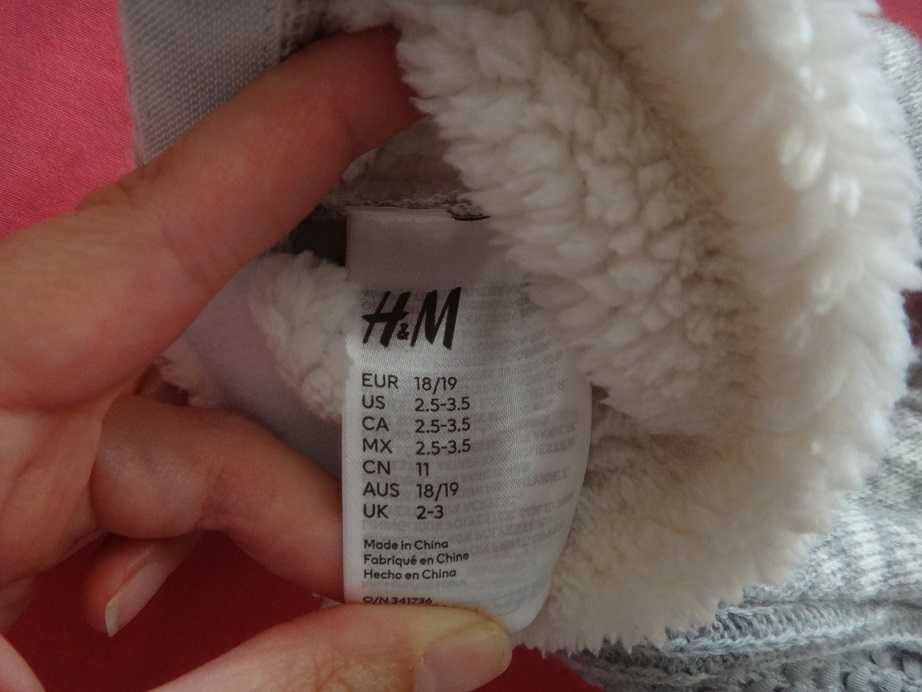 H&M
EUR 18/19
US 2.5-3.5
CA 2.5-3.5
MX 2.5-3.5
CN 11
AUS 18/19
UK 2-3
Made in China
Fabriqué en Chine
Hecho en China
O/N 341736